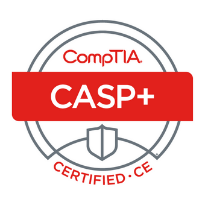 CompTIA.
CASP+
CERTIFIED • CE